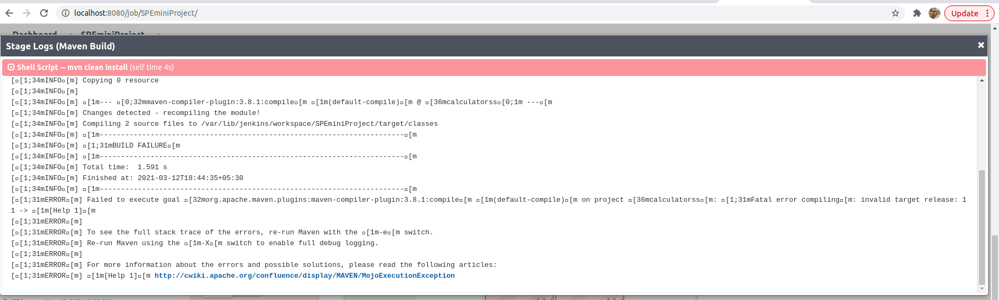 localhost:8080/job/SPEminiProject/
Update
Dashboard
SPEminiProject
Stage Logs (Maven Build)
Shell Script -- mvn clean install (self time 4s)
[□[1;34mINFO□[m] Copying 0 resource
[□[1;34mINFO□[m]
[□[1;34mINFO□[m] □[1m--- □[0;32mmaven-compiler-plugin:3.8.1:compile□[m □[1m(default-compile)□[m @ □[36mcalculatorss□[0;1m ---□[m
[□[1;34mINFO□[m] Changes detected - recompiling the module!
[□[1;34mINFO□[m] Compiling 2 source files to /var/lib/jenkins/workspace/SPEminiProject/target/classes
[□[1;34mINFO□[m] □[1m------------------------------------------------------------------------□[m
[□[1;34mINFO□[m] □[1;31mBUILD FAILURE□[m
[□[1;34mINFO□[m] □[1m------------------------------------------------------------------------□[m
[□[1;34mINFO□[m] Total time:  1.591 s
[□[1;34mINFO□[m] Finished at: 2021-03-12T18:44:35+05:30
[□[1;34mINFO□[m] □[1m------------------------------------------------------------------------□[m
[□[1;31mERROR□[m] Failed to execute goal □[32morg.apache.maven.plugins:maven-compiler-plugin:3.8.1:compile□[m □[1m(default-compile)□[m on project □[36mcalculatorss□[m: □[1;31mFatal error compiling□[m: invalid target release: 1
1 -> □[1m[Help 1]□[m
[□[1;31mERROR□[m]
[□[1;31mERROR□[m] To see the full stack trace of the errors, re-run Maven with the □[1m-e□[m switch.
[□[1;31mERROR□[m] Re-run Maven using the □[1m-X□[m switch to enable full debug logging.
[□[1;31mERROR□[m]
[□[1;31mERROR□[m] For more information about the errors and possible solutions, please read the following articles:
[□[1;31mERROR□[m] □[1m[Help 1]□[m http://cwiki.apache.org/confluence/display/MAVEN/MojoExecutionException